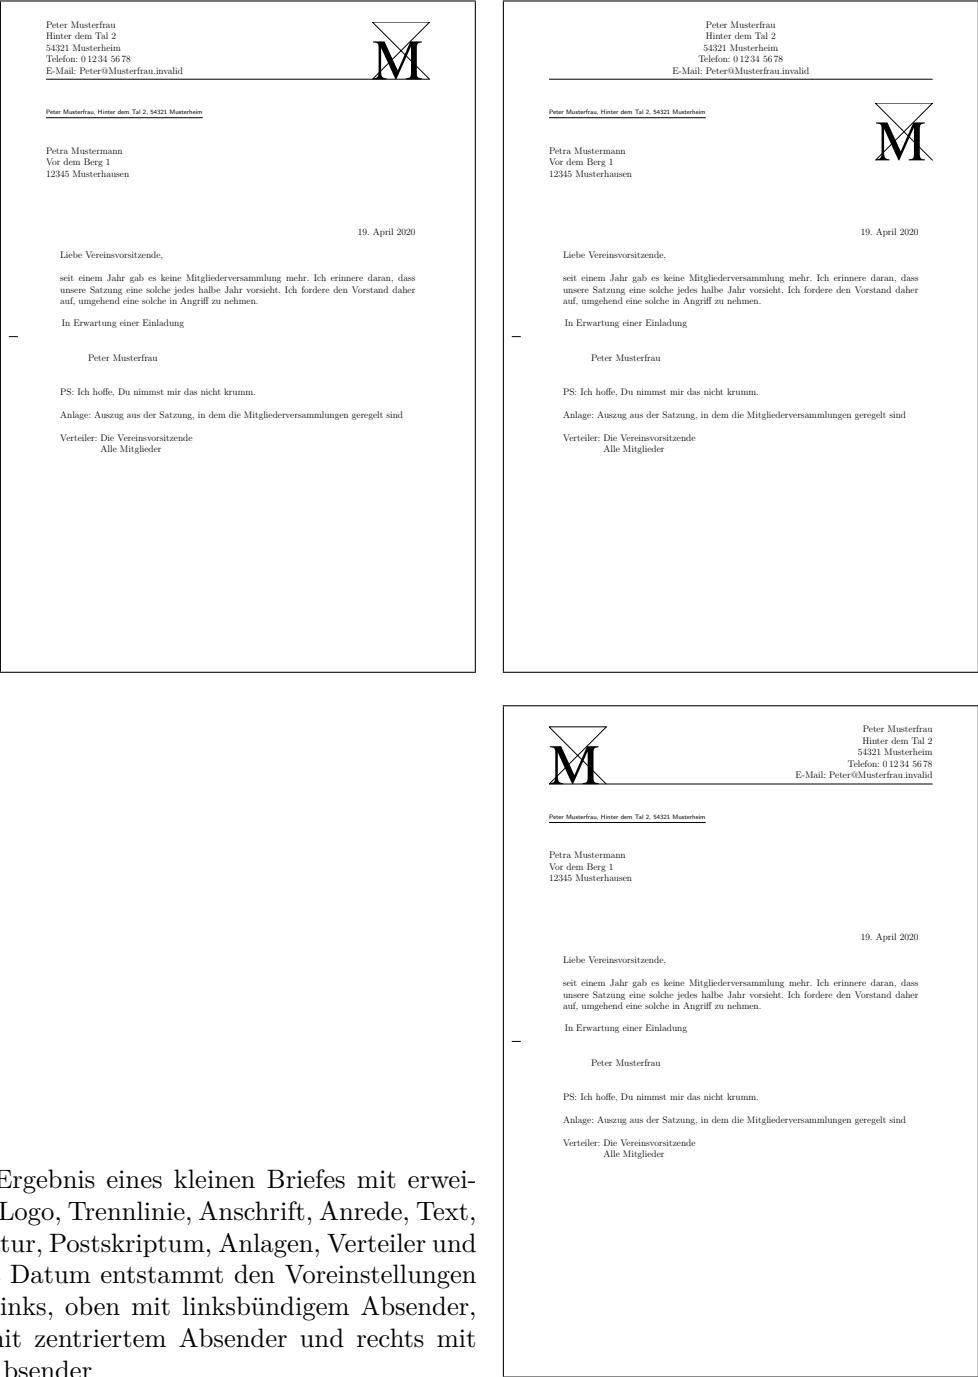 Peter Musterfrau
Hinter dem Tal 2
54321 Musterheim
Telefon: 0 12 34 56 78
E-Mail: Peter@Musterfrau.invalid
M
Peter Musterfrau, Hinter dem Tal 2, 54321 Musterheim
Petra Mustermann
Vor dem Berg 1
12345 Musterhausen
19. April 2020
Liebe Vereinsvorsitzende,
seit einem Jahr gab es keine Mitgliederversammlung mehr. Ich erinnere daran, dass
unsere Satzung eine solche jedes halbe Jahr vorsieht. Ich fordere den Vorstand daher
auf, umgehend eine solche in Angriff zu nehmen.
In Erwartung einer Einladung
Peter Musterfrau
PS: Ich hoffe, Du nimmst mir das nicht krumm.
Anlage: Auszug aus der Satzung, in dem die Mitgliederversammlungen geregelt sind
Verteiler: Die Vereinsvorsitzende
Alle Mitglieder
Peter Musterfrau
Hinter dem Tal 2
54321 Musterheim
Telefon: 0 12 34 56 78
E-Mail: Peter@Musterfrau.invalid
Peter Musterfrau, Hinter dem Tal 2, 54321 Musterheim
M
Petra Mustermann
Vor dem Berg 1
12345 Musterhausen
19. April 2020
Liebe Vereinsvorsitzende,
seit einem Jahr gab es keine Mitgliederversammlung mehr. Ich erinnere daran, dass
unsere Satzung eine solche jedes halbe Jahr vorsieht. Ich fordere den Vorstand daher
auf, umgehend eine solche in Angriff zu nehmen.
In Erwartung einer Einladung
Peter Musterfrau
PS: Ich hoffe, Du nimmst mir das nicht krumm.
Anlage: Auszug aus der Satzung, in dem die Mitgliederversammlungen geregelt sind
Verteiler: Die Vereinsvorsitzende
Alle Mitglieder
M
Peter Musterfrau
Hinter dem Tal 2
54321 Musterheim
Telefon: 0 12 34 56 78
E-Mail: Peter@Musterfrau.invalid
Peter Musterfrau, Hinter dem Tal 2, 54321 Musterheim
Petra Mustermann
Vor dem Berg 1
12345 Musterhausen
19. April 2020
Liebe Vereinsvorsitzende,
seit einem Jahr gab es keine Mitgliederversammlung mehr. Ich erinnere daran, dass
unsere Satzung eine solche jedes halbe Jahr vorsieht. Ich fordere den Vorstand daher
auf, umgehend eine solche in Angriff zu nehmen.
In Erwartung einer Einladung
Peter Musterfrau
PS: Ich hoffe, Du nimmst mir das nicht krumm.
Anlage: Auszug aus der Satzung, in dem die Mitgliederversammlungen geregelt sind
Verteiler: Die Vereinsvorsitzende
Alle Mitglieder
Ergebnis eines kleinen Briefes mit erwei-
Logo, Trennlinie, Anschrift, Anrede, Text,
tur, Postskriptum, Anlagen, Verteiler und
Datum entstammt den Voreinstellungen
inks, oben mit linksbündigem Absender,
it zentriertem Absender und rechts mit
bsender